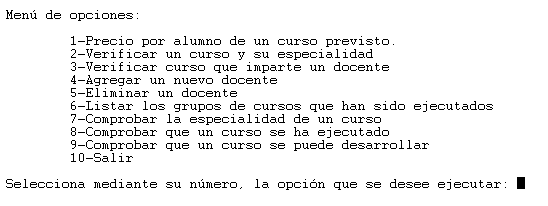 Menú de opciones:
1-Precio por alumno de un curso previsto.
2-Verificar un curso y su especialidad
3-Verificar curso que imparte un docente
4-Agregar un nuevo docente
5-Eliminar un docente
6-Listar los grupos de cursos que han sido ejecutados
7-Comprobar la especialidad de un curso
8-Comprobar que un curso se ha ejecutado
9-Comprobar que un curso se puede desarrollar
10-Salir
Selecciona mediante su número, la opción que se desee ejecutar: